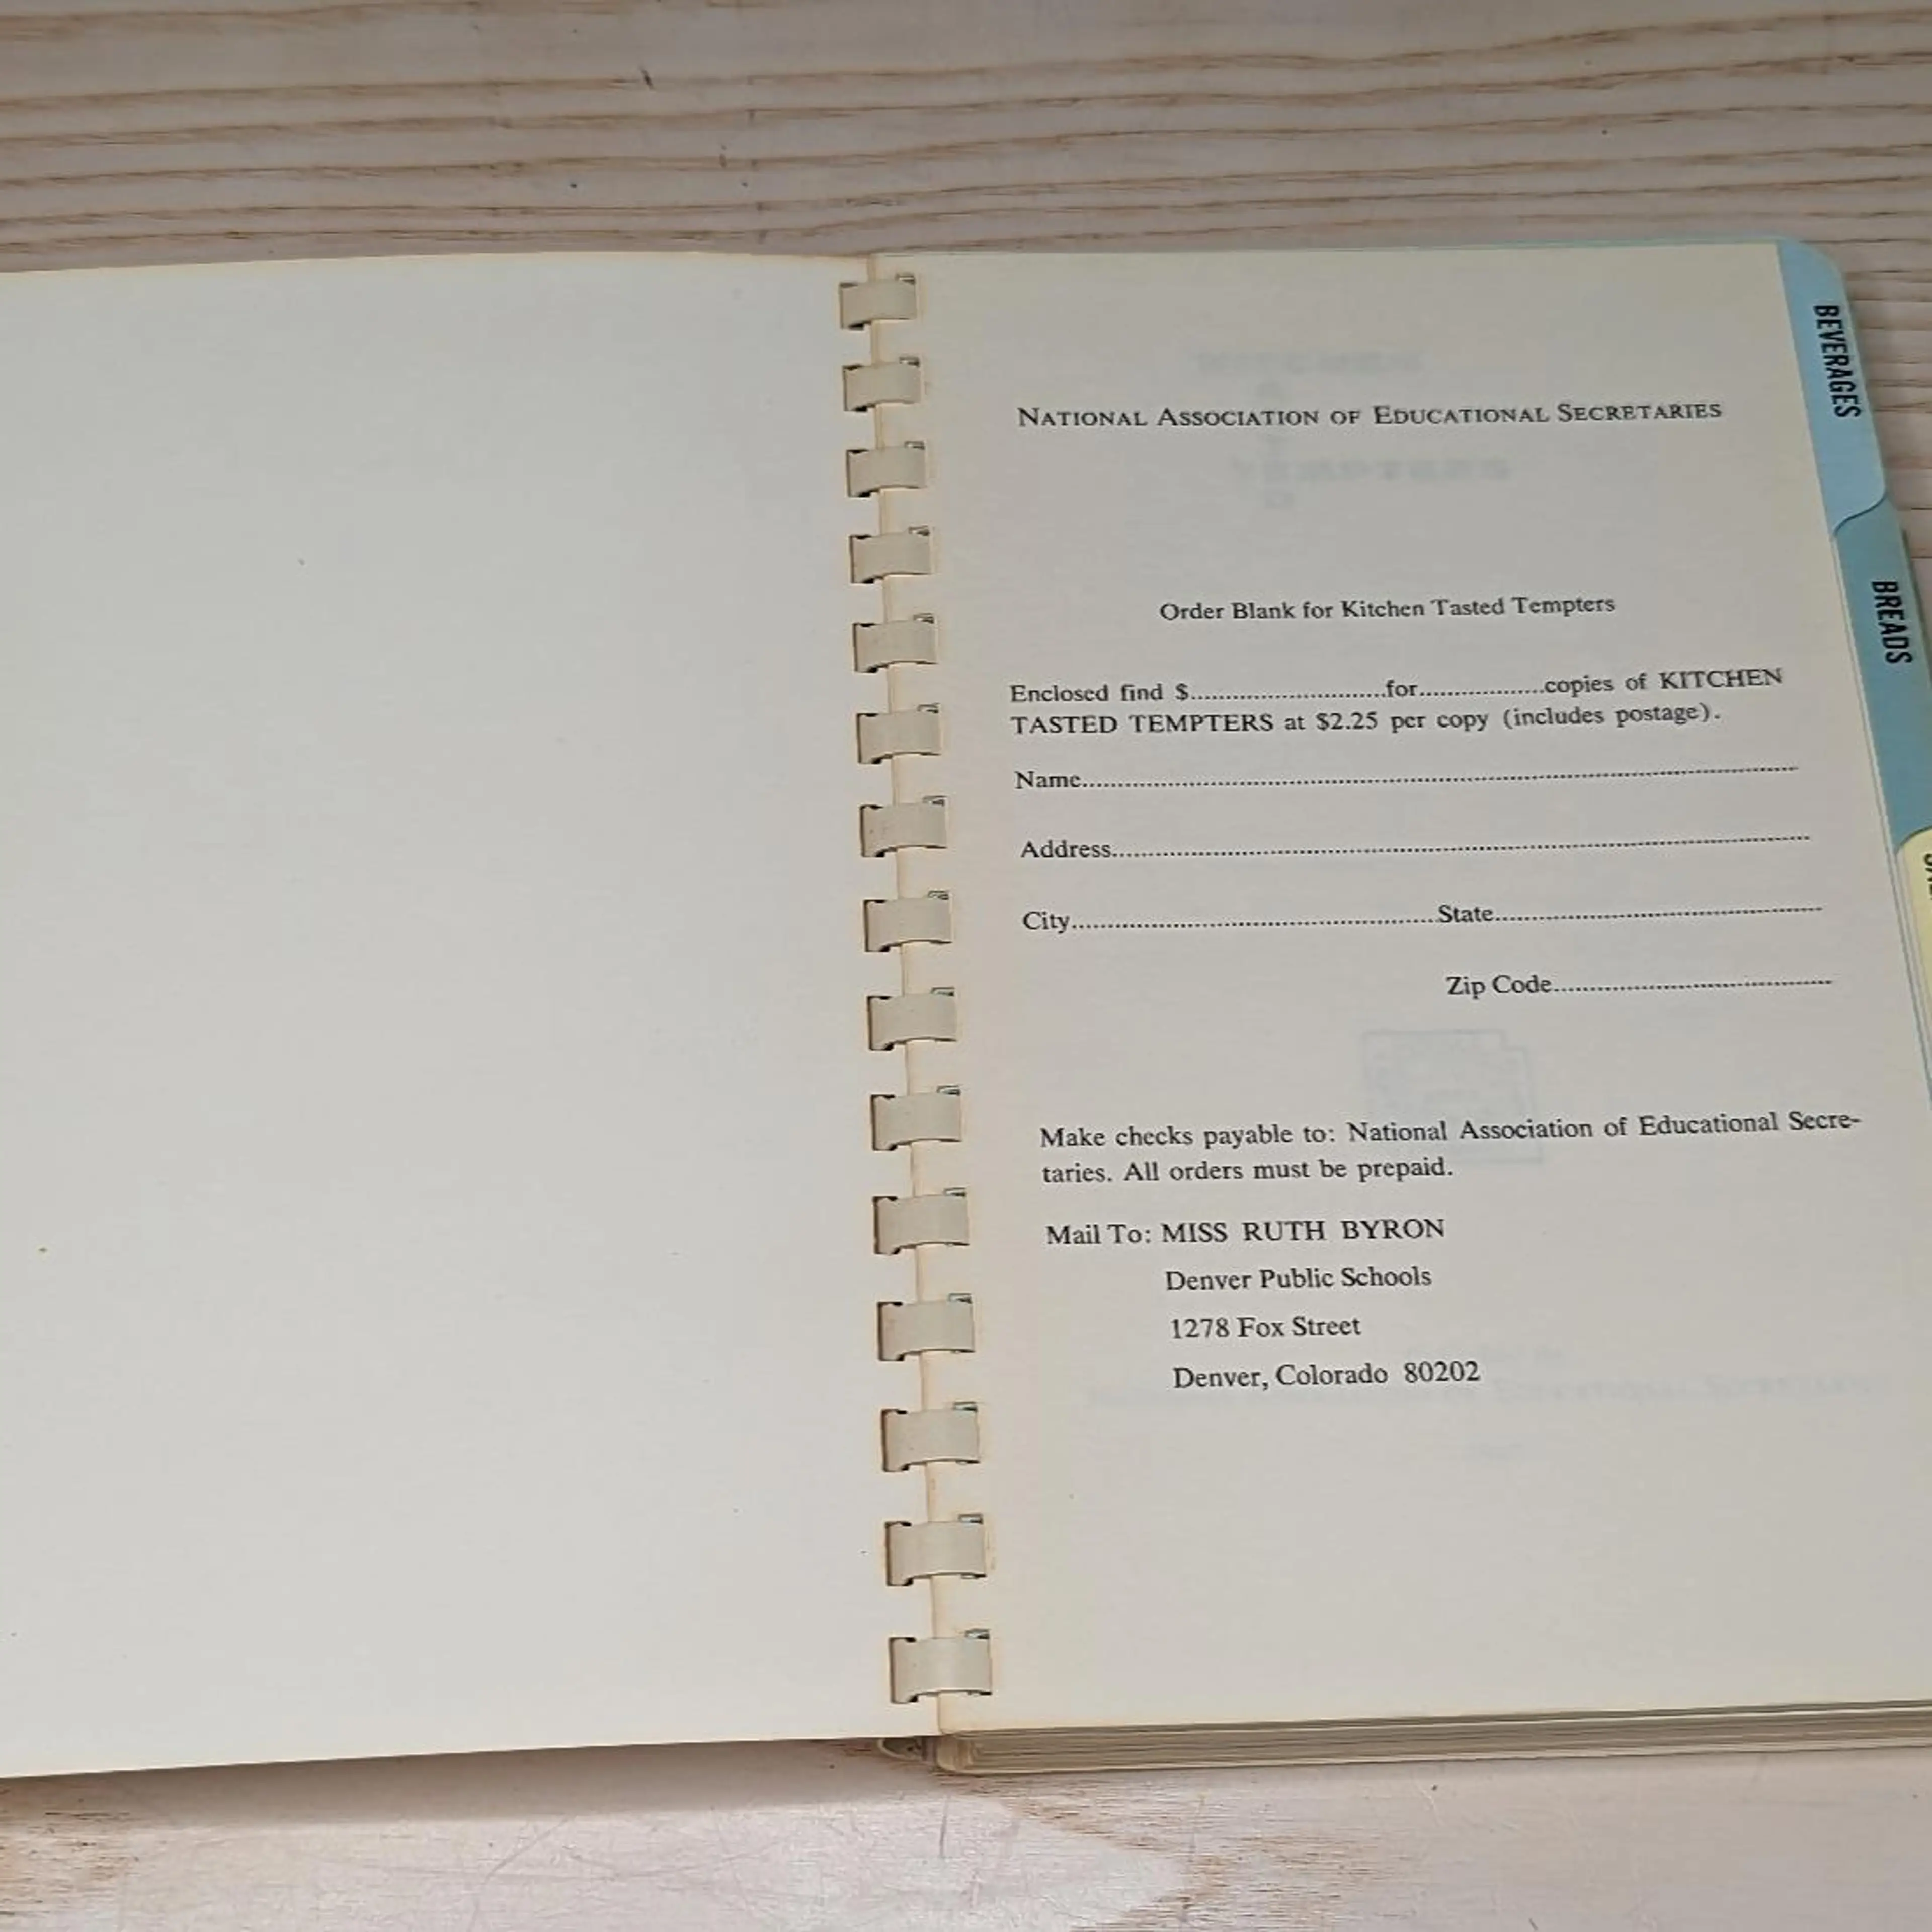 NATIONAL ASSOCIATION OF EDUCATIONAL SECRETARIES
Order Blank for Kitchen Tasted Tempters
Enclosed find $............................for..................copies of KITCHEN
TASTED TEMPTERS at $2.25 per copy (includes postage).
Name....................................................................................................
Address....................................................................................................
City.....................................................State...............................................
Zip Code........................................
Make checks payable to: National Association of Educational Secre-
taries. All orders must be prepaid.
Mail To: MISS RUTH BYRON
Denver Public Schools
1278 Fox Street
Denver, Colorado 80202
BEVERAGES
BREADS